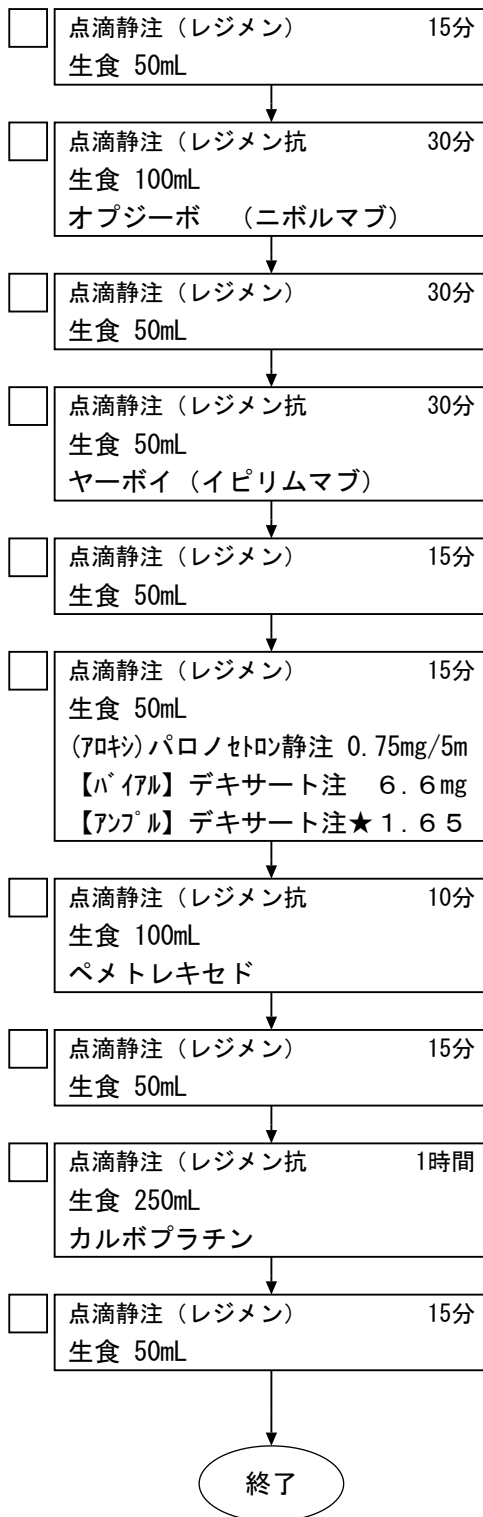 点滴静注（レジメン） 15分
生食 50mL
点滴静注（レジメン抗 30分
生食 100mL
オプジーボ （ニボルマブ）
点滴静注（レジメン） 30分
生食 50mL
点滴静注（レジメン抗 30分
生食 50mL
ヤーボイ（イピリムマブ）
点滴静注（レジメン） 15分
生食 50mL
点滴静注（レジメン） 15分
生食 50mL
(ｱﾛｷｼ)パロノｾﾄﾛﾝ静注 0.75mg/5m
【ﾊﾞｲｱﾙ】デキサート注 ６.６mg
【ｱﾝﾌﾟﾙ】デキサート注★１.６５
点滴静注（レジメン抗 10分
生食 100mL
ペメトレキセド
点滴静注（レジメン） 15分
生食 50mL
点滴静注（レジメン抗 1時間
生食 250mL
カルボプラチン
点滴静注（レジメン） 15分
生食 50mL
終了